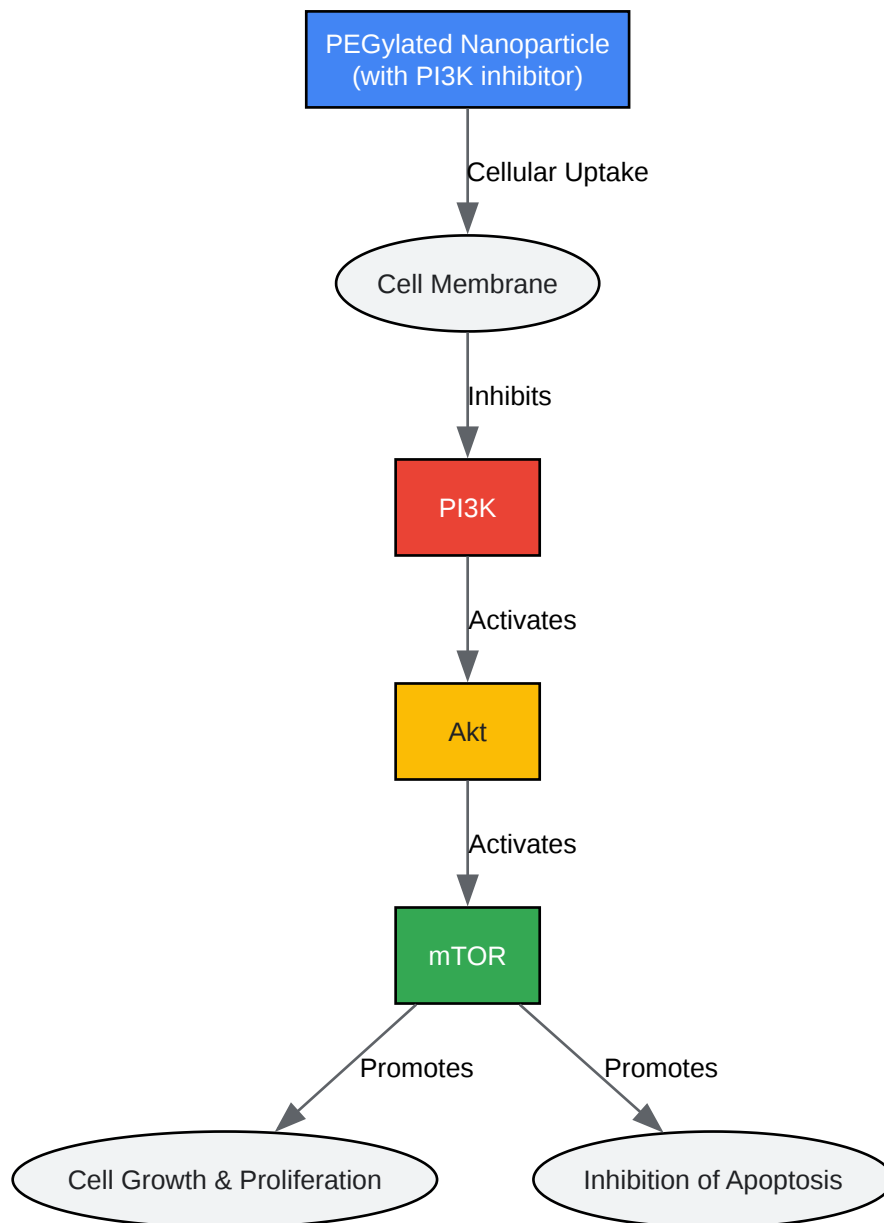 PEGylated Nanoparticle
(with PI3K inhibitor)
Cellular Uptake
Cell Membrane
Inhibits
PI3K
Activates
Akt
Activates
mTOR
Promotes
Promotes
Cell Growth & Proliferation
Inhibition of Apoptosis